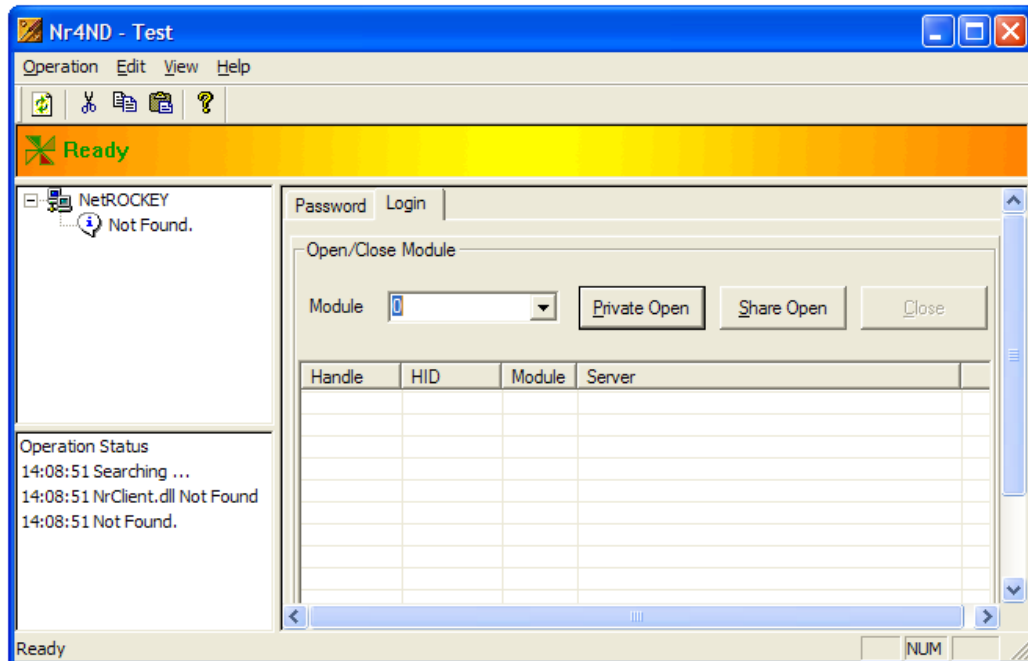 Nr4ND - Test
Operation Edit View Help
Ready
NetROCKEY
Not Found.
Password Login
Open/Close Module
Module 0 Private Open Share Open Close
Handle HID Module Server
Operation Status
14:08:51 Searching ...
14:08:51 NrClient.dll Not Found
14:08:51 Not Found.
Ready NUM